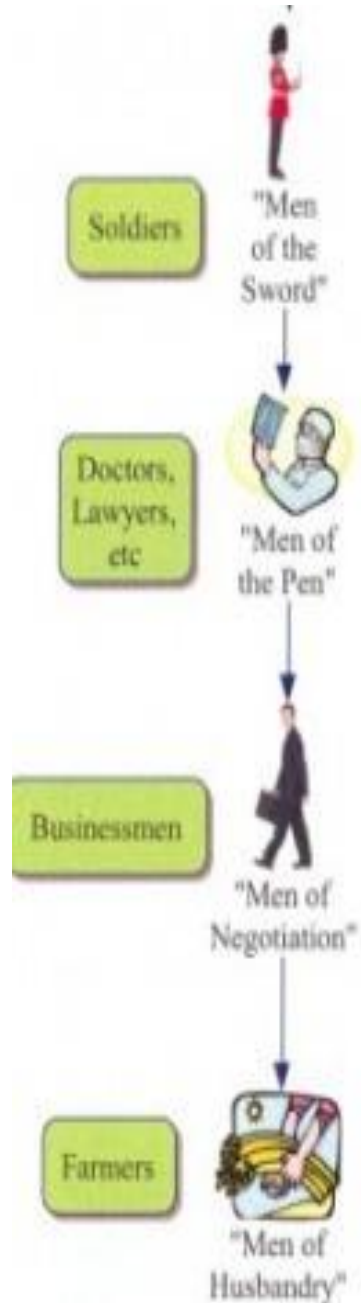 Soldiers
"Men
of the
Sword"
Doctors,
Lawyers,
etc
"Men of
the Pen"
Businessmen
"Men of
Negotiation"
Farmers
"Men of
Husbandry"